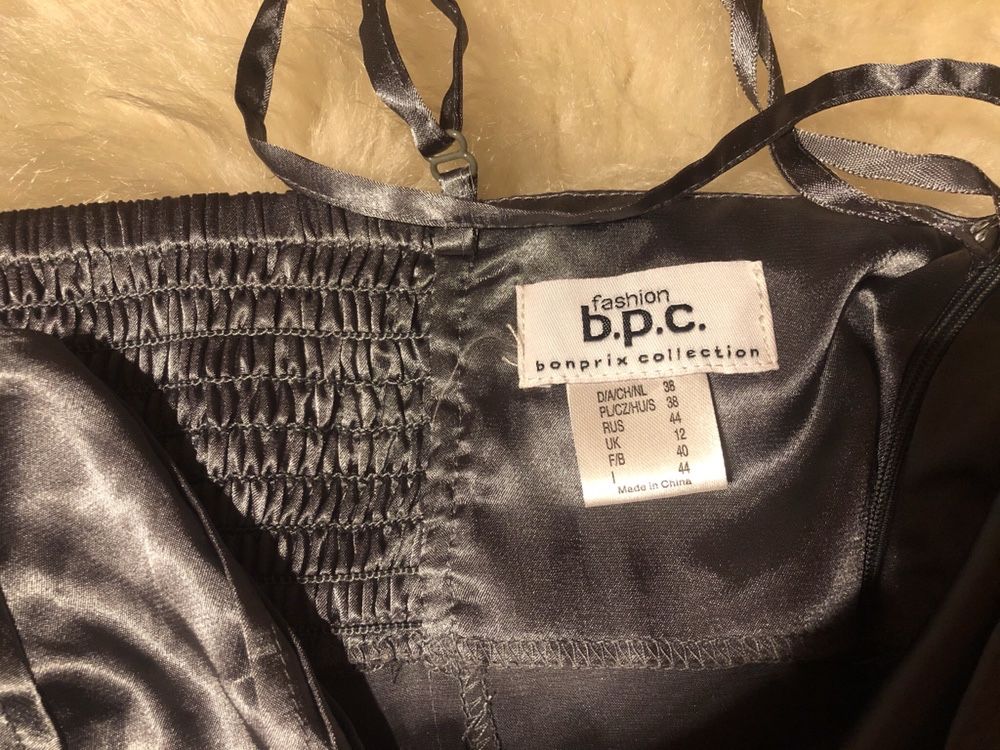 fashion
b.p.c.
bonprix collection
D/A/CH/NL 38
PL/CZ/HU/S 38
RUS 44
UK 12
F/B 40
I 44
Made in China